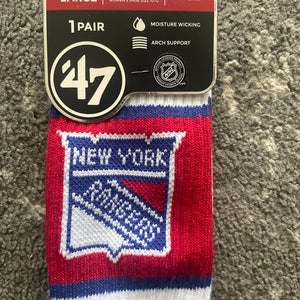 LARGE
1 PAIR
MOISTURE WICKING
ARCH SUPPORT
'47
NEW YORK
RANGERS